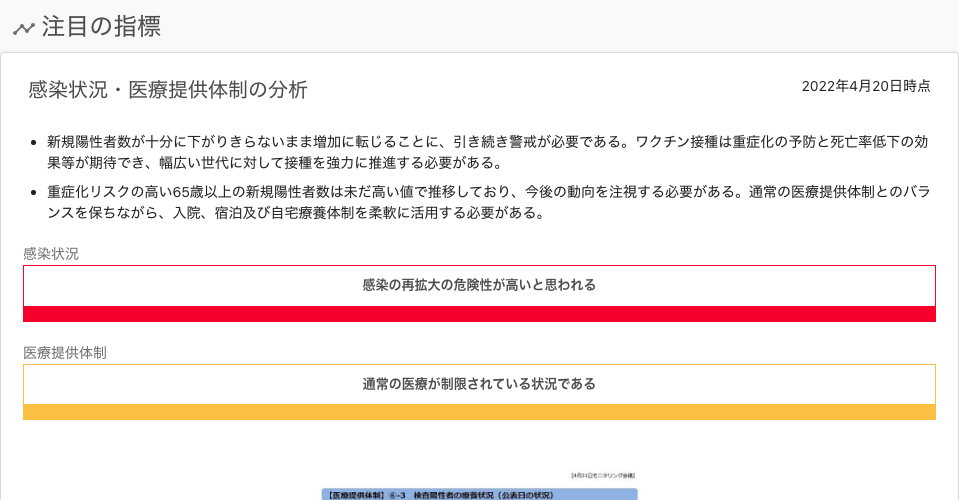 注目の指標
感染状況・医療提供体制の分析
2022年4月20日時点
新規陽性者数が十分に下がりきらないまま増加に転じることに、引き続き警戒が必要である。ワクチン接種は重症化の予防と死亡率低下の効
果等が期待でき、幅広い世代に対して接種を強力に推進する必要がある。
重症化リスクの高い65歳以上の新規陽性者数は未だ高い値で推移しており、今後の動向を注視する必要がある。通常の医療提供体制とのバラ
ンスを保ちながら、入院、宿泊及び自宅療養体制を柔軟に活用する必要がある。
感染状況
感染の再拡大の危険性が高いと思われる
医療提供体制
通常の医療が制限されている状況である
【4月21日モニタリング会議】
【医療提供体制】⑥-3 検査陽性者の療養状況（公表日の状況）